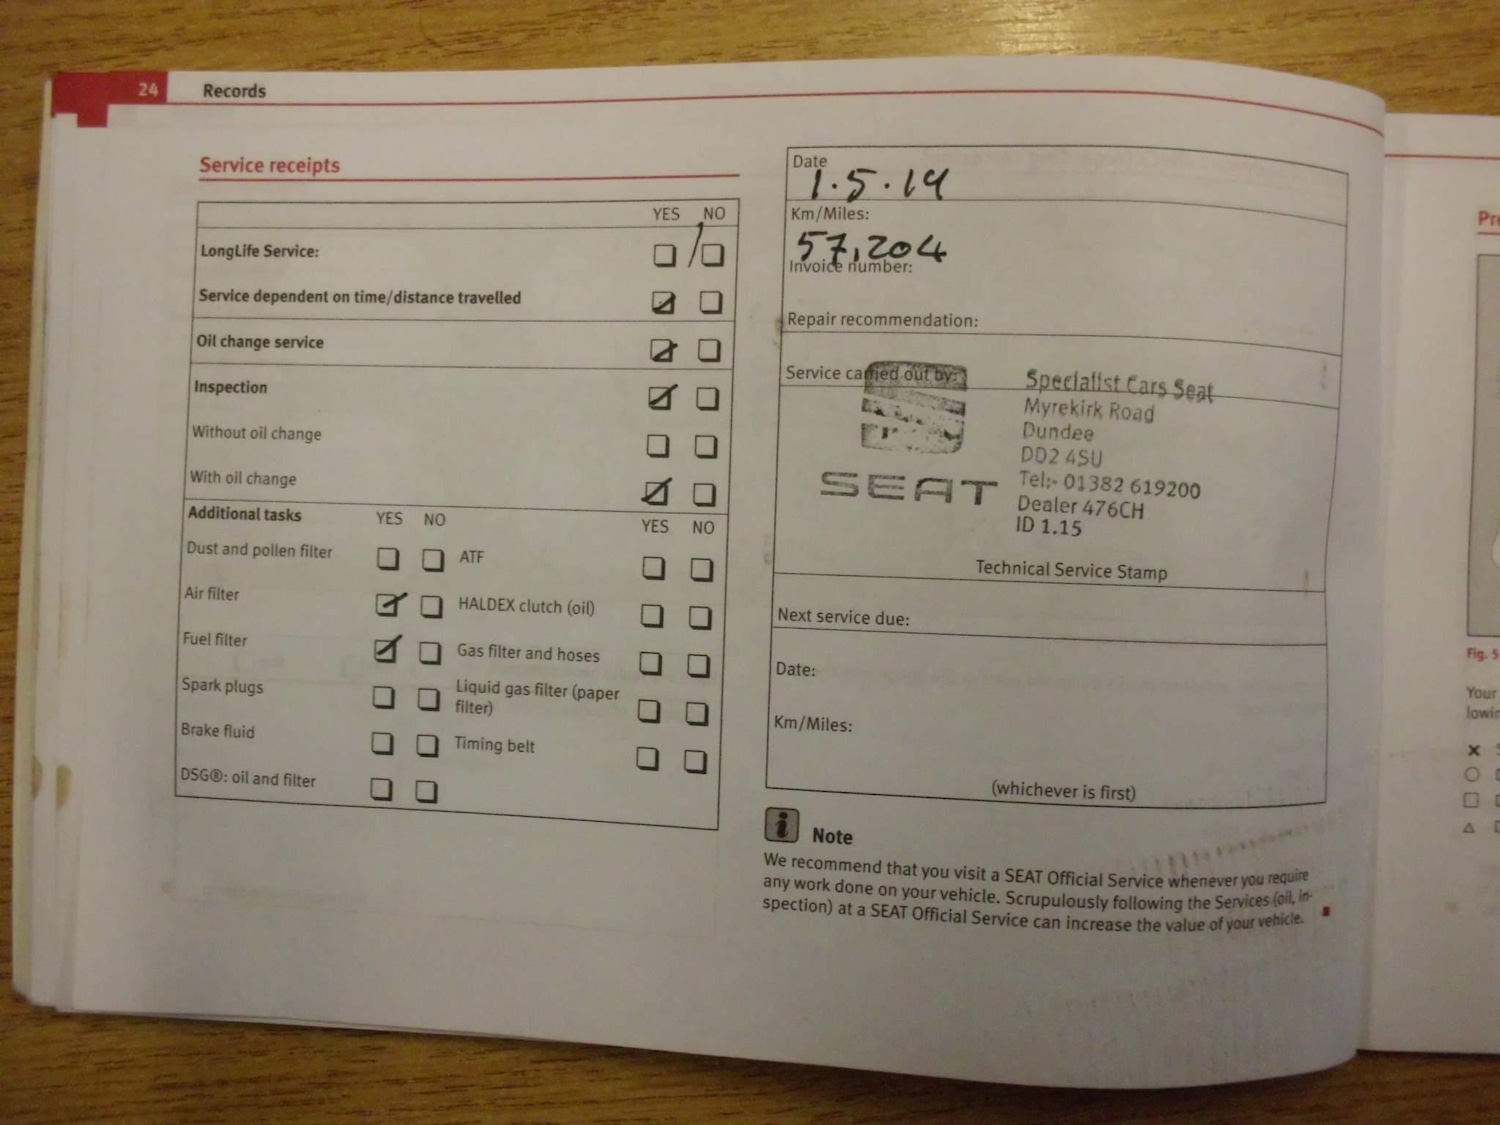 24 Records
Service receipts
YES NO
LongLife Service:
Service dependent on time/distance travelled
Oil change service
Inspection
Without oil change
With oil change
Additional tasks YES NO YES NO
Dust and pollen filter ATF
Air filter HALDEX clutch (oil)
Fuel filter Gas filter and hoses
Spark plugs Liquid gas filter (paper
filter)
Brake fluid Timing belt
DSG®: oil and filter
Date
1.5.14
Km/Miles:
57,204
Invoice number:
Repair recommendation:
Service carried out by:
SEAT
Specialist Cars Seat
Myrekirk Road
Dundee
DD2 4SU
Tel:- 01382 619200
Dealer 476CH
ID 1.15
Technical Service Stamp
Next service due:
Date:
Km/Miles:
(whichever is first)
Note
We recommend that you visit a SEAT Official Service whenever you require
any work done on your vehicle. Scrupulously following the Services (oil, in-
spection) at a SEAT Official Service can increase the value of your vehicle.
Fig. 5
Your